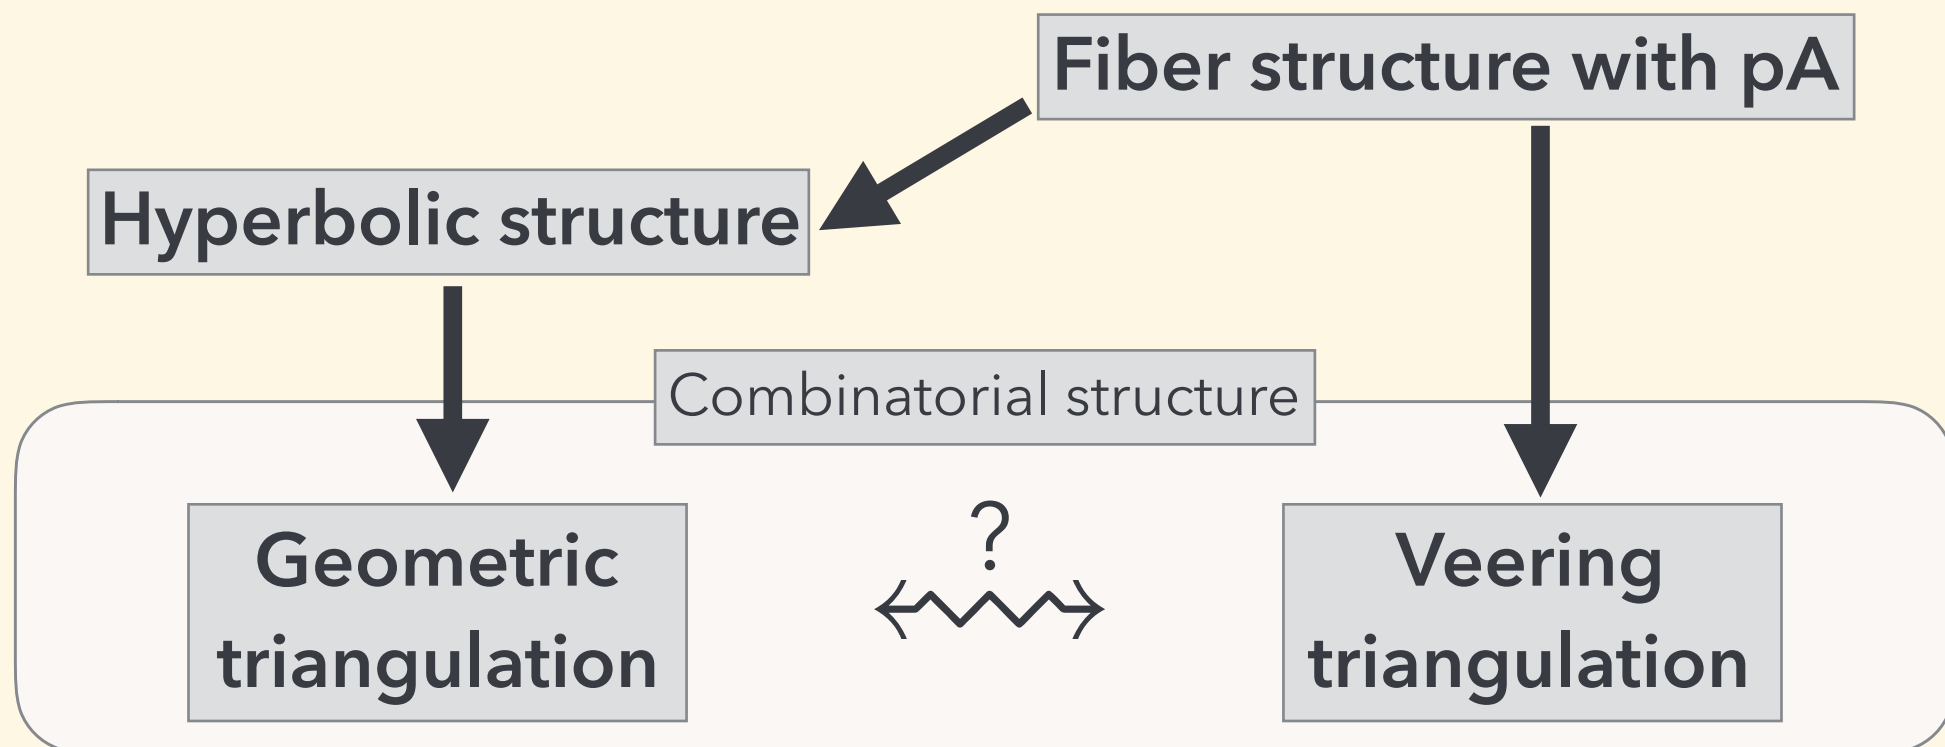 Fiber structure with pA
Hyperbolic structure
Combinatorial structure
?
Geometric
triangulation
Veering
triangulation